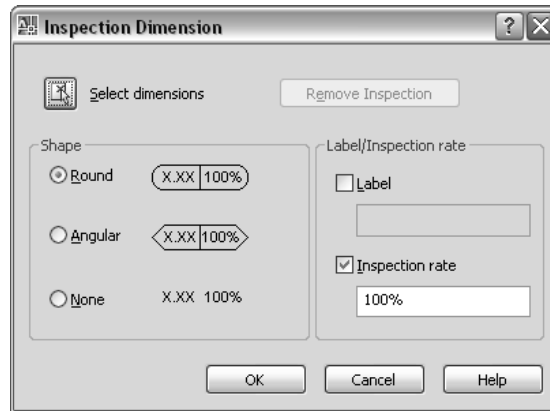 Inspection Dimension
Select dimensions
Remove Inspection
Shape
Round
X.XX 100%
Angular
X.XX 100%
None
X.XX 100%
Label/Inspection rate
Label
Inspection rate
100%
OK
Cancel
Help